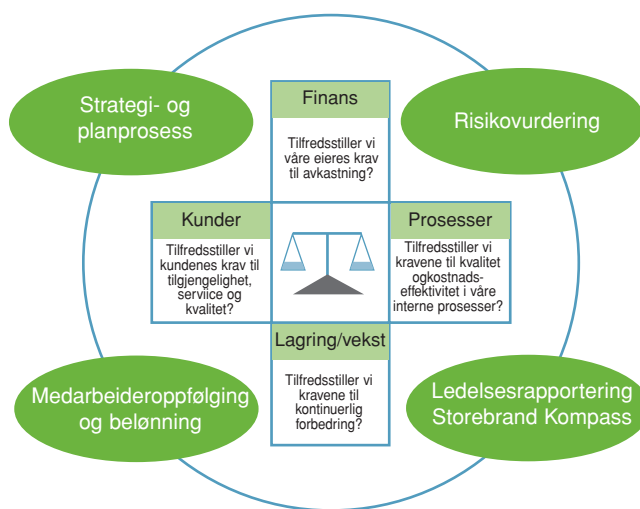 Strategi- og
planprosess
Risikovurdering
Finans
Tilfredsstiller vi
våre eieres krav
til avkastning?
Kunder
Tilfredsstiller vi
kundenes krav til
tilgjengelighet,
serviice og
kvalitet?
Prosesser
Tilfredsstiller vi
kravene til kvalitet
ogkostnads-
effektivitet i våre
interne prosesser?
Lagring/vekst
Tilfredsstiller vi
kravene til
kontinuerlig
forbedring?
Medarbeideroppfølging
og belønning
Ledelsesrapportering
Storebrand Kompass